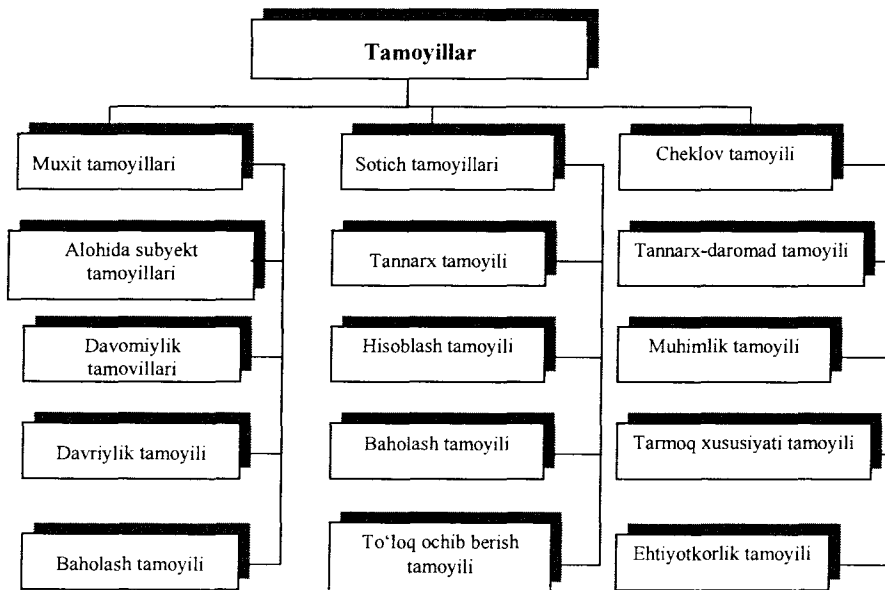 Tamoyillar
Muxit tamoyillari
Alohida subyekt
tamoyillari
Davomiylik
tamovillari
Davriylik tamoyili
Baholash tamoyili
Sotich tamoyillari
Tannarx tamoyili
Hisoblash tamoyili
Baholash tamoyili
To‘loq ochib berish
tamoyili
Cheklov tamoyili
Tannarx-daromad tamoyili
Muhimlik tamoyili
Tarmoq xususiyati tamoyili
Ehtiyotkorlik tamoyili